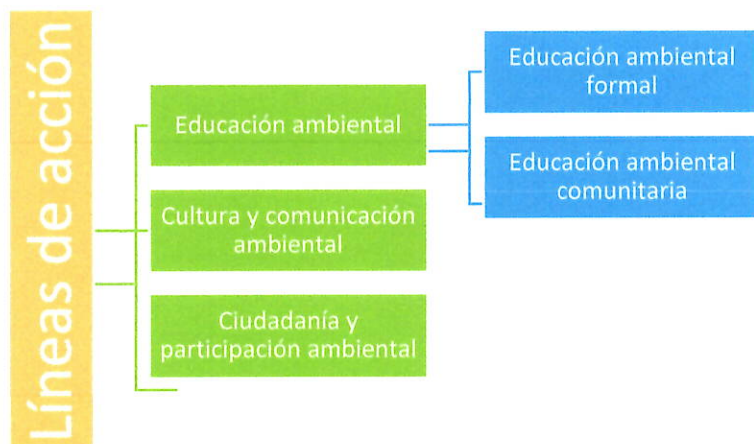 Líneas de acción
Educación ambiental
Educación ambiental
formal
Educación ambiental
comunitaria
Cultura y comunicación
ambiental
Ciudadanía y
participación ambiental